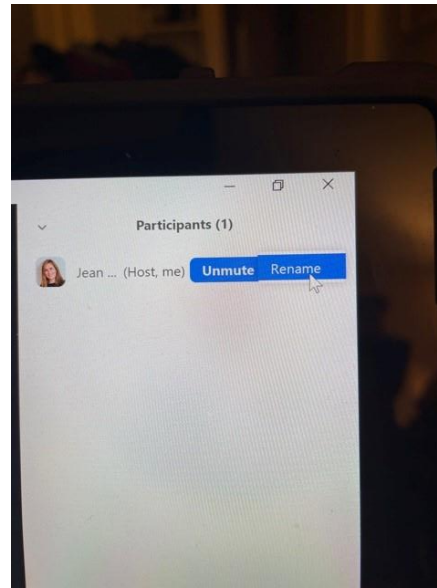 Participants (1)
Jean ... (Host, me) Unmute Rename